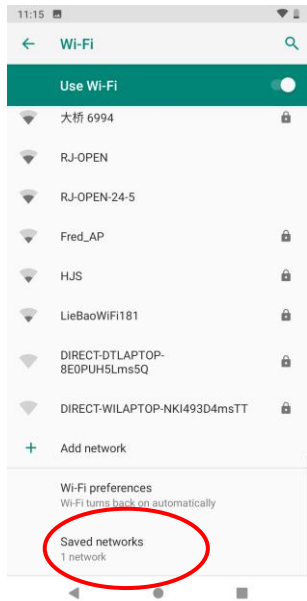 11:15
Wi-Fi
Use Wi-Fi
大桥 6994
RJ-OPEN
RJ-OPEN-24-5
Fred_AP
HJS
LieBaoWiFi181
DIRECT-DTLAPTOP-
8E0PUH5Lms5Q
DIRECT-WILAPTOP-NKI493D4msTT
Add network
Wi-Fi preferences
Wi-Fi turns back on automatically
Saved networks
1 network